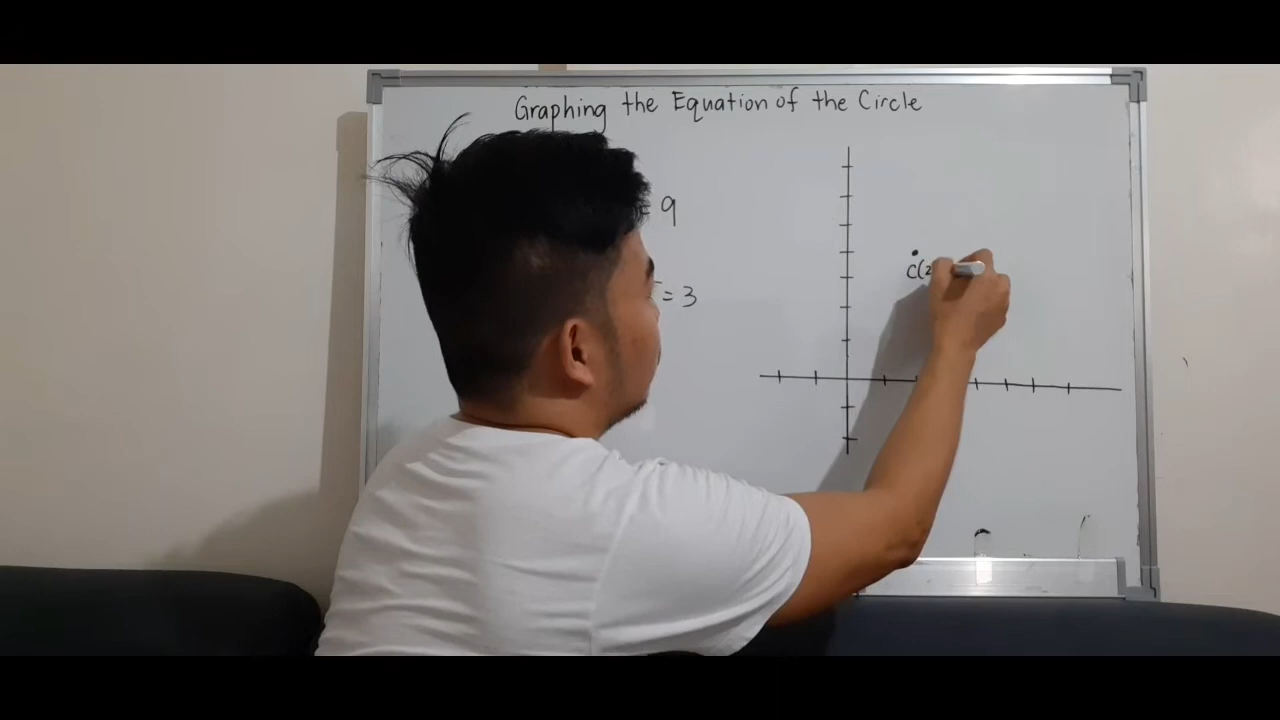 Graphing the Equation of the Circle
= 9
= 3
C(2